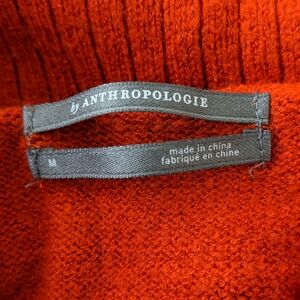 by ANTHROPOLOGIE
M
made in china
fabriqué en chine